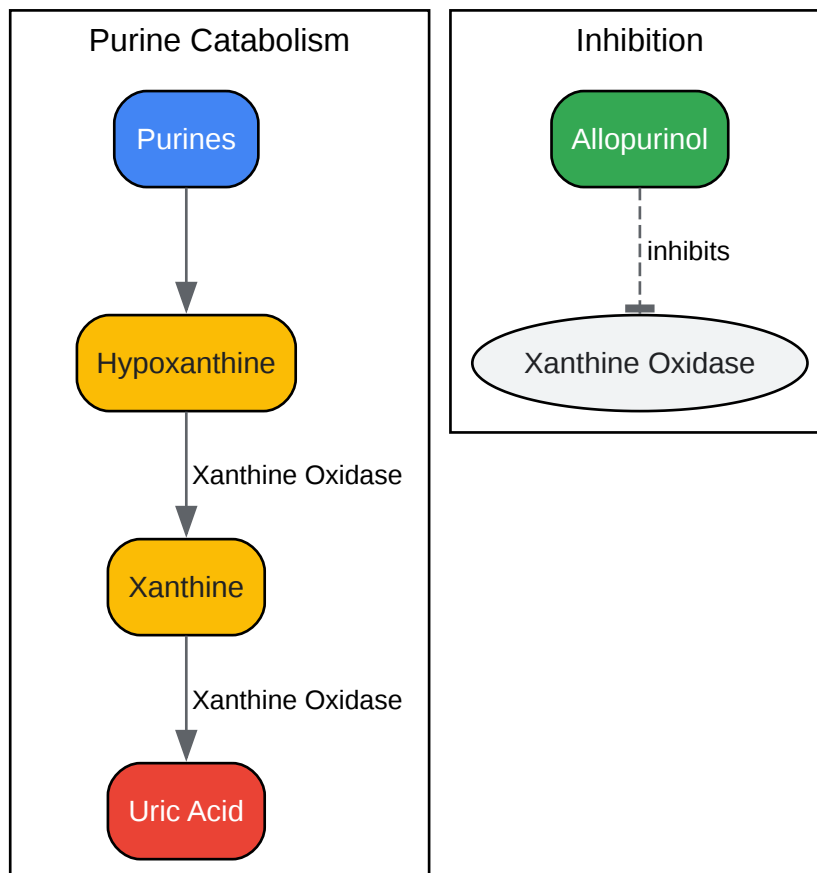 Purine Catabolism
Purines
Hypoxanthine
Xanthine Oxidase
Xanthine
Xanthine Oxidase
Uric Acid
Inhibition
Allopurinol
inhibits
Xanthine Oxidase